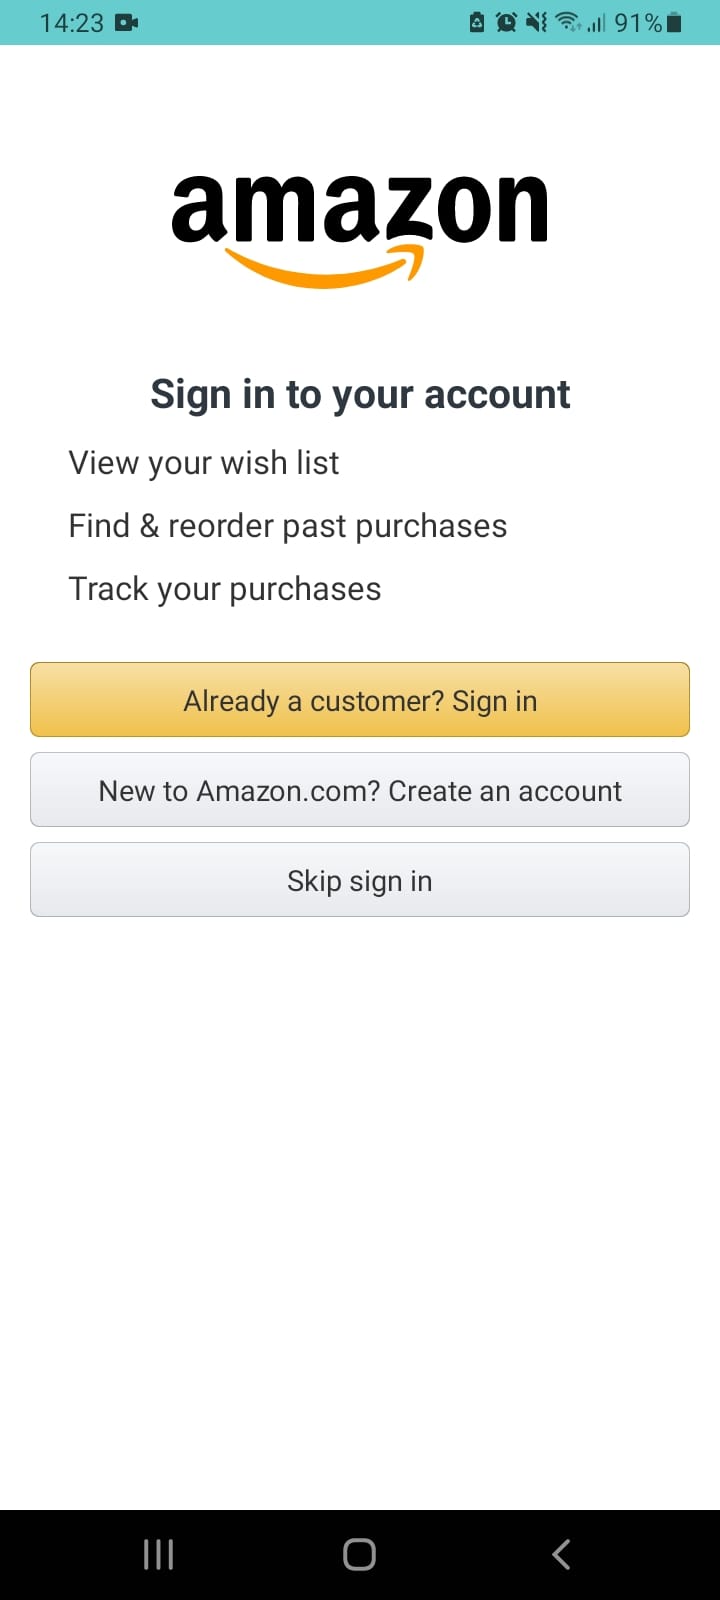 14:23
91%
amazon
Sign in to your account
View your wish list
Find & reorder past purchases
Track your purchases
Already a customer? Sign in
New to Amazon.com? Create an account
Skip sign in